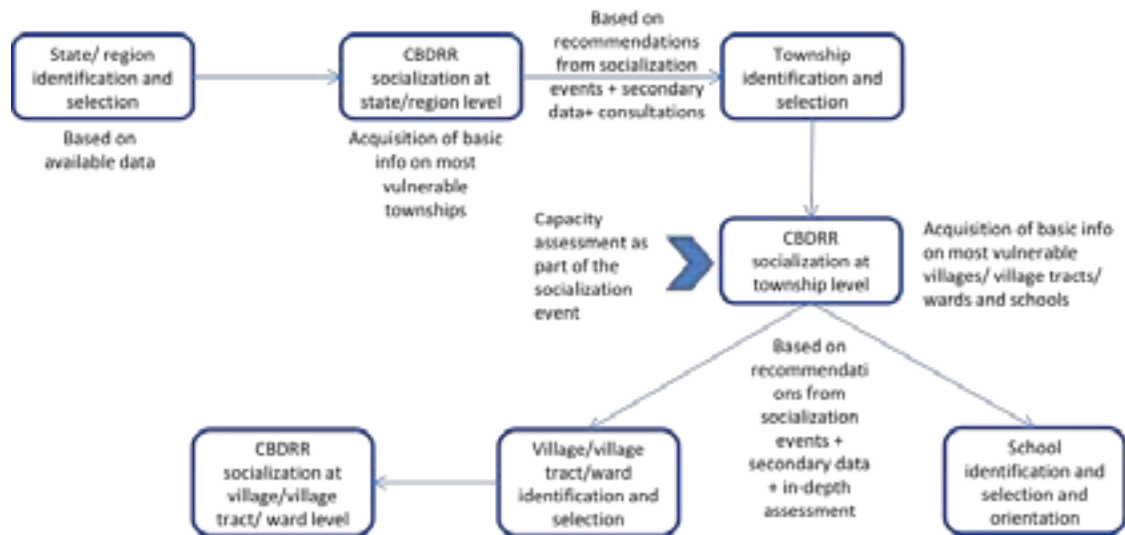 State/ region
identification and
selection
Based on
available data
CBDRR
socialization at
state/region level
Acquisition of basic
info on most
vulnerable
townships
Based on
recommendations
from socialization
events + secondary
data+ consultations
Township
identification and
selection
Capacity
assessment as
part of the
socialization
event
CBDRR
socialization at
township level
Acquisition of basic info
on most vulnerable
villages/ village tracts/
wards and schools
Based on
recommendati
ons from
socialization
events +
secondary data
+ in-depth
assessment
CBDRR
socialization at
village/village
tract/ ward level
Village/village
tract/ward
identification and
selection
School
identification and
selection and
orientation